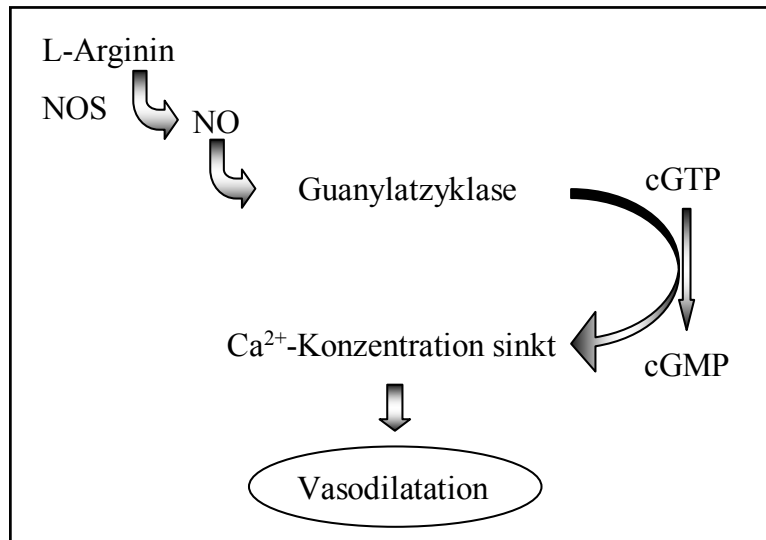 L-Arginin
NOS
NO
Guanylatzyklase
cGTP
Ca²⁺-Konzentration sinkt
cGMP
Vasodilatation